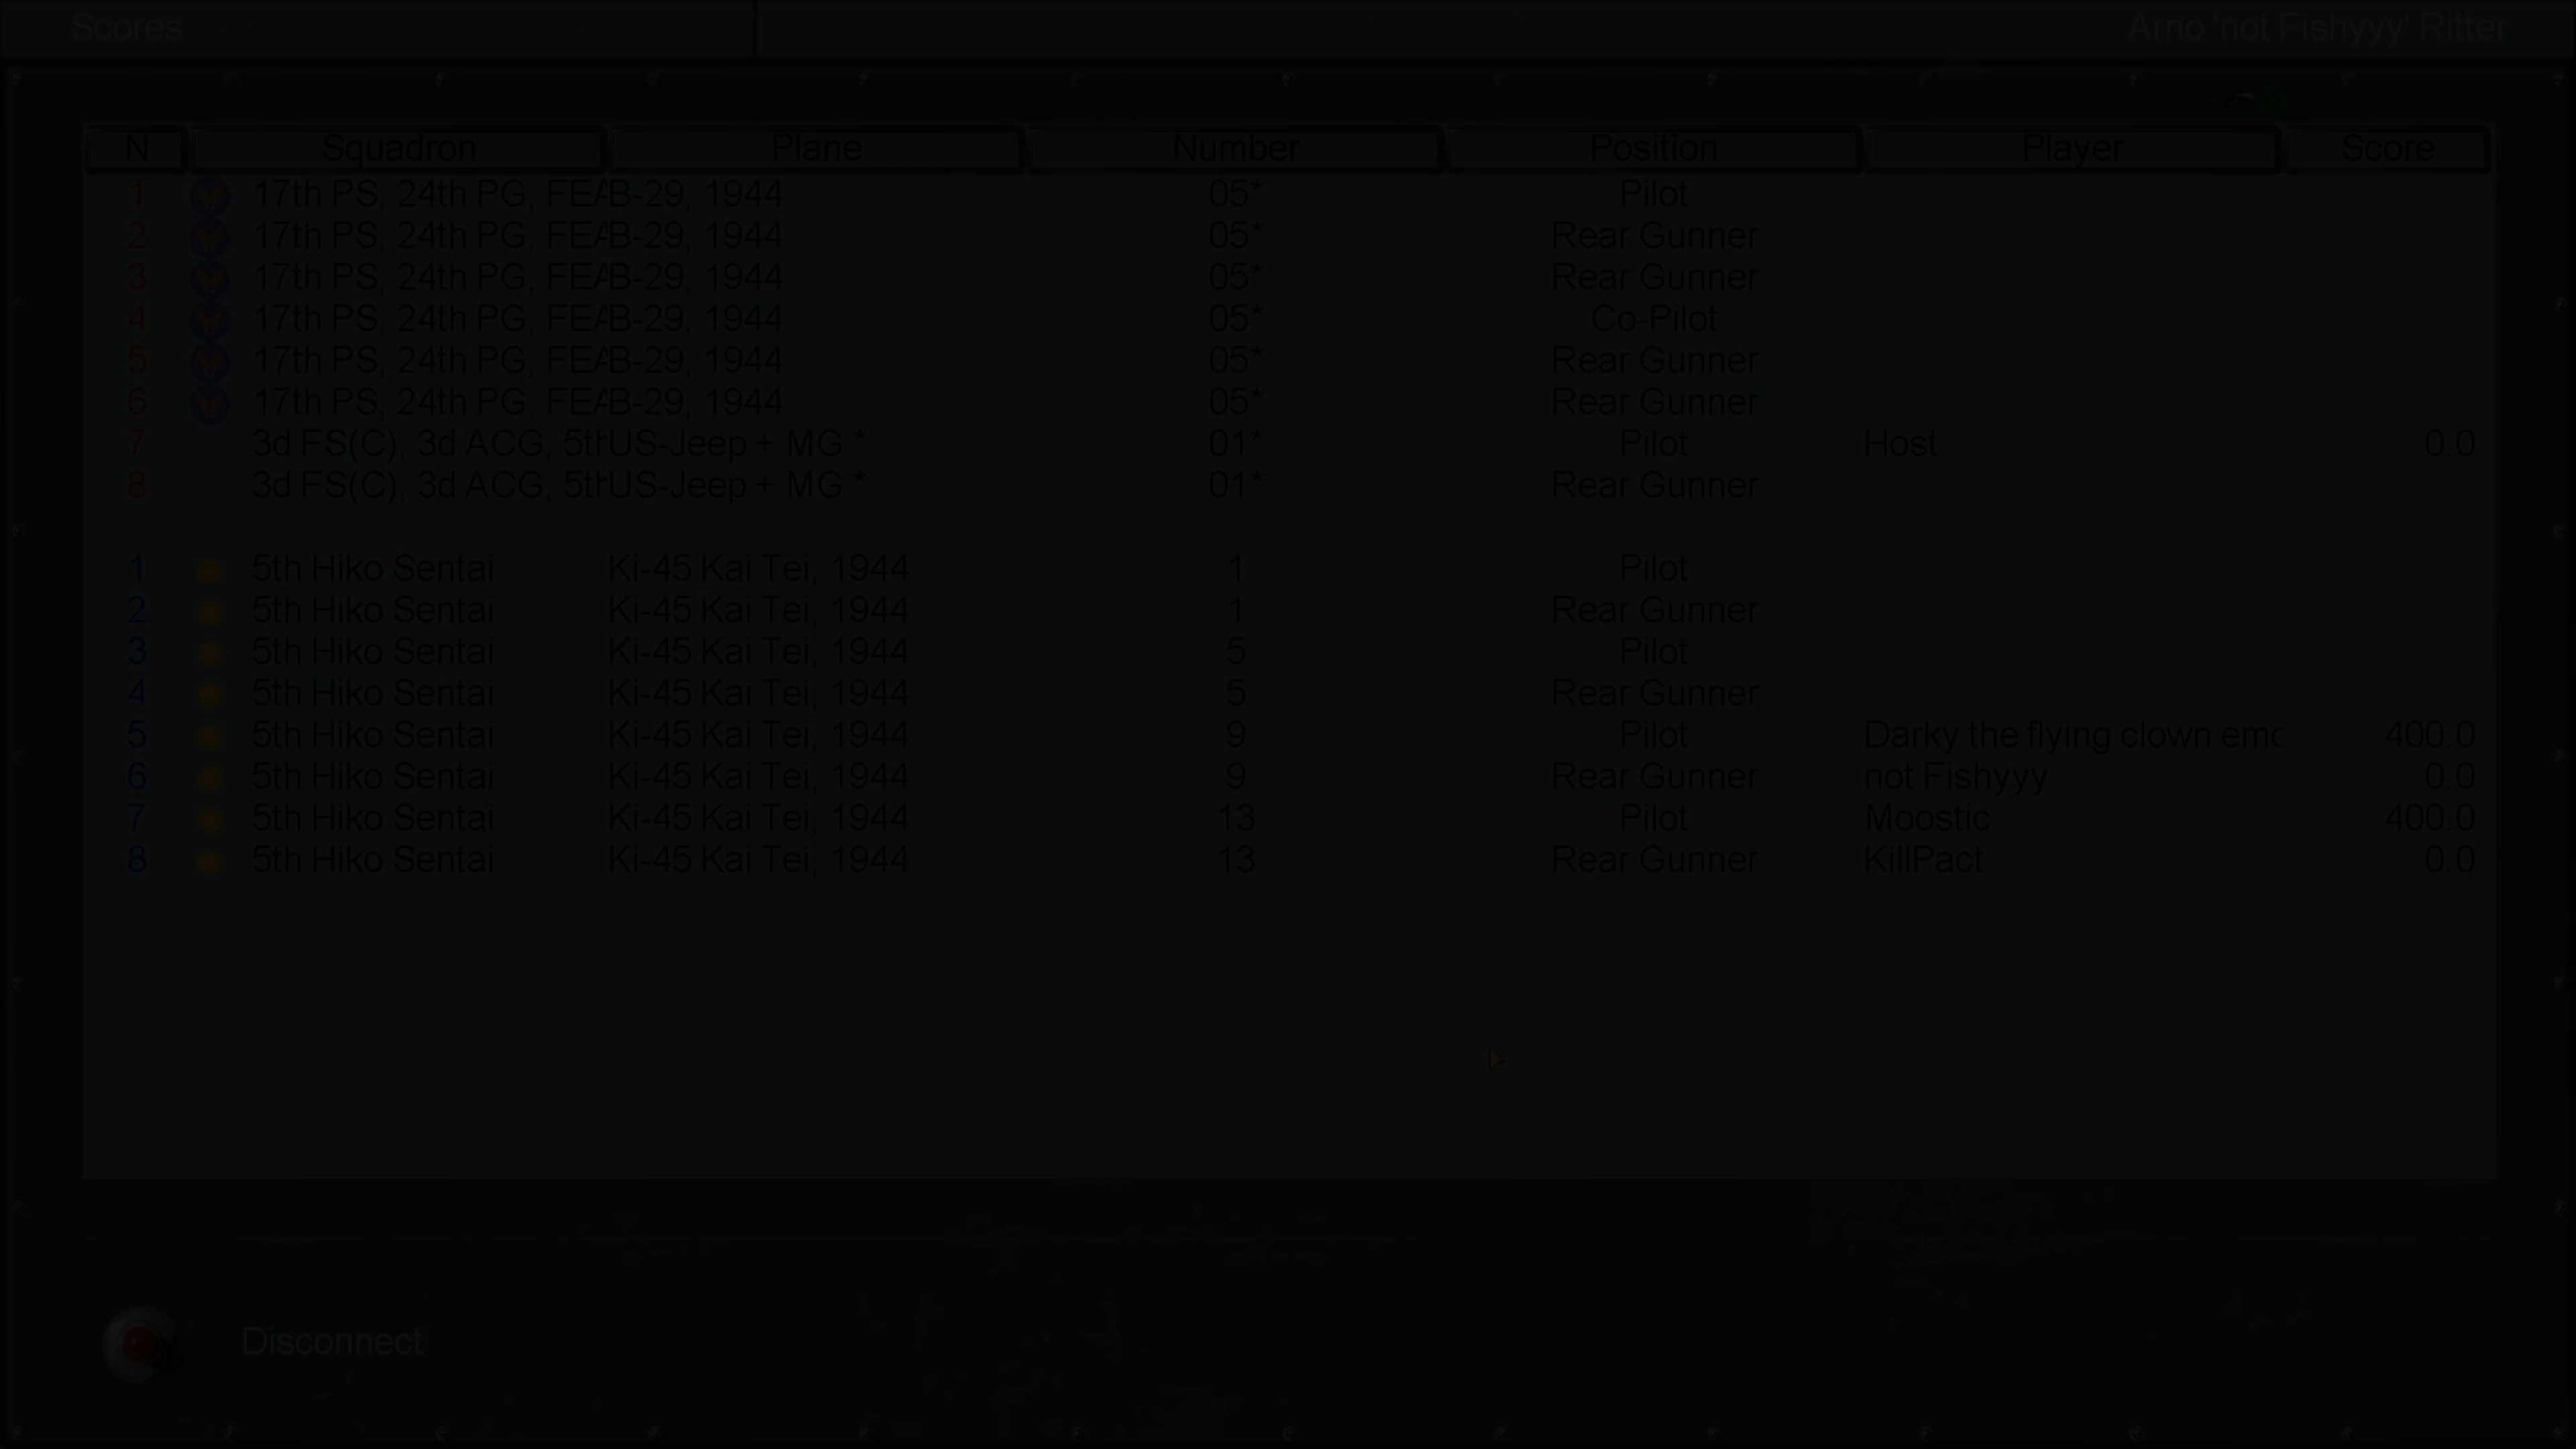 Scores Arno 'not Fishyyy' Ritter
N Squadron Plane Number Position Player Score
1 17th PS, 24th PG, FEA B-29, 1944 05* Pilot
2 17th PS, 24th PG, FEA B-29, 1944 05* Rear Gunner
3 17th PS, 24th PG, FEA B-29, 1944 05* Rear Gunner
4 17th PS, 24th PG, FEA B-29, 1944 05* Co-Pilot
5 17th PS, 24th PG, FEA B-29, 1944 05* Rear Gunner
6 17th PS, 24th PG, FEA B-29, 1944 05* Rear Gunner
7 3d FS(C), 3d ACG, 5th US-Jeep + MG * 01* Pilot Host 0.0
8 3d FS(C), 3d ACG, 5th US-Jeep + MG * 01* Rear Gunner
1 5th Hiko Sentai Ki-45 Kai Tei, 1944 1 Pilot
2 5th Hiko Sentai Ki-45 Kai Tei, 1944 1 Rear Gunner
3 5th Hiko Sentai Ki-45 Kai Tei, 1944 5 Pilot
4 5th Hiko Sentai Ki-45 Kai Tei, 1944 5 Rear Gunner
5 5th Hiko Sentai Ki-45 Kai Tei, 1944 9 Pilot Darky the flying clown emo 400.0
6 5th Hiko Sentai Ki-45 Kai Tei, 1944 9 Rear Gunner not Fishyyy 0.0
7 5th Hiko Sentai Ki-45 Kai Tei, 1944 13 Pilot Moostic 400.0
8 5th Hiko Sentai Ki-45 Kai Tei, 1944 13 Rear Gunner KillPact 0.0
Disconnect